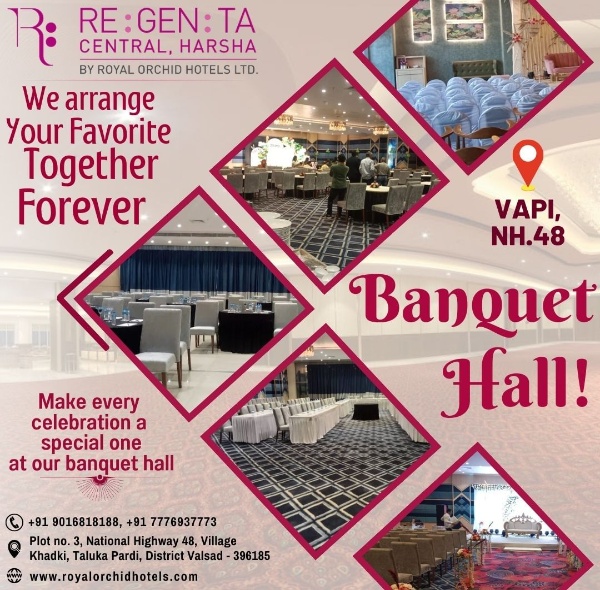 RE:GEN:TA
CENTRAL, HARSHA
BY ROYAL ORCHID HOTELS LTD.
We arrange
Your Favorite
Together
Forever
VAPI,
NH.48
Banquet
Hall!
Make every
celebration a
special one
at our banquet hall
+91 9016818188, +91 7776937773
Plot no. 3, National Highway 48, Village
Khadki, Taluka Pardi, District Valsad - 396185
www.royalorchidhotels.com